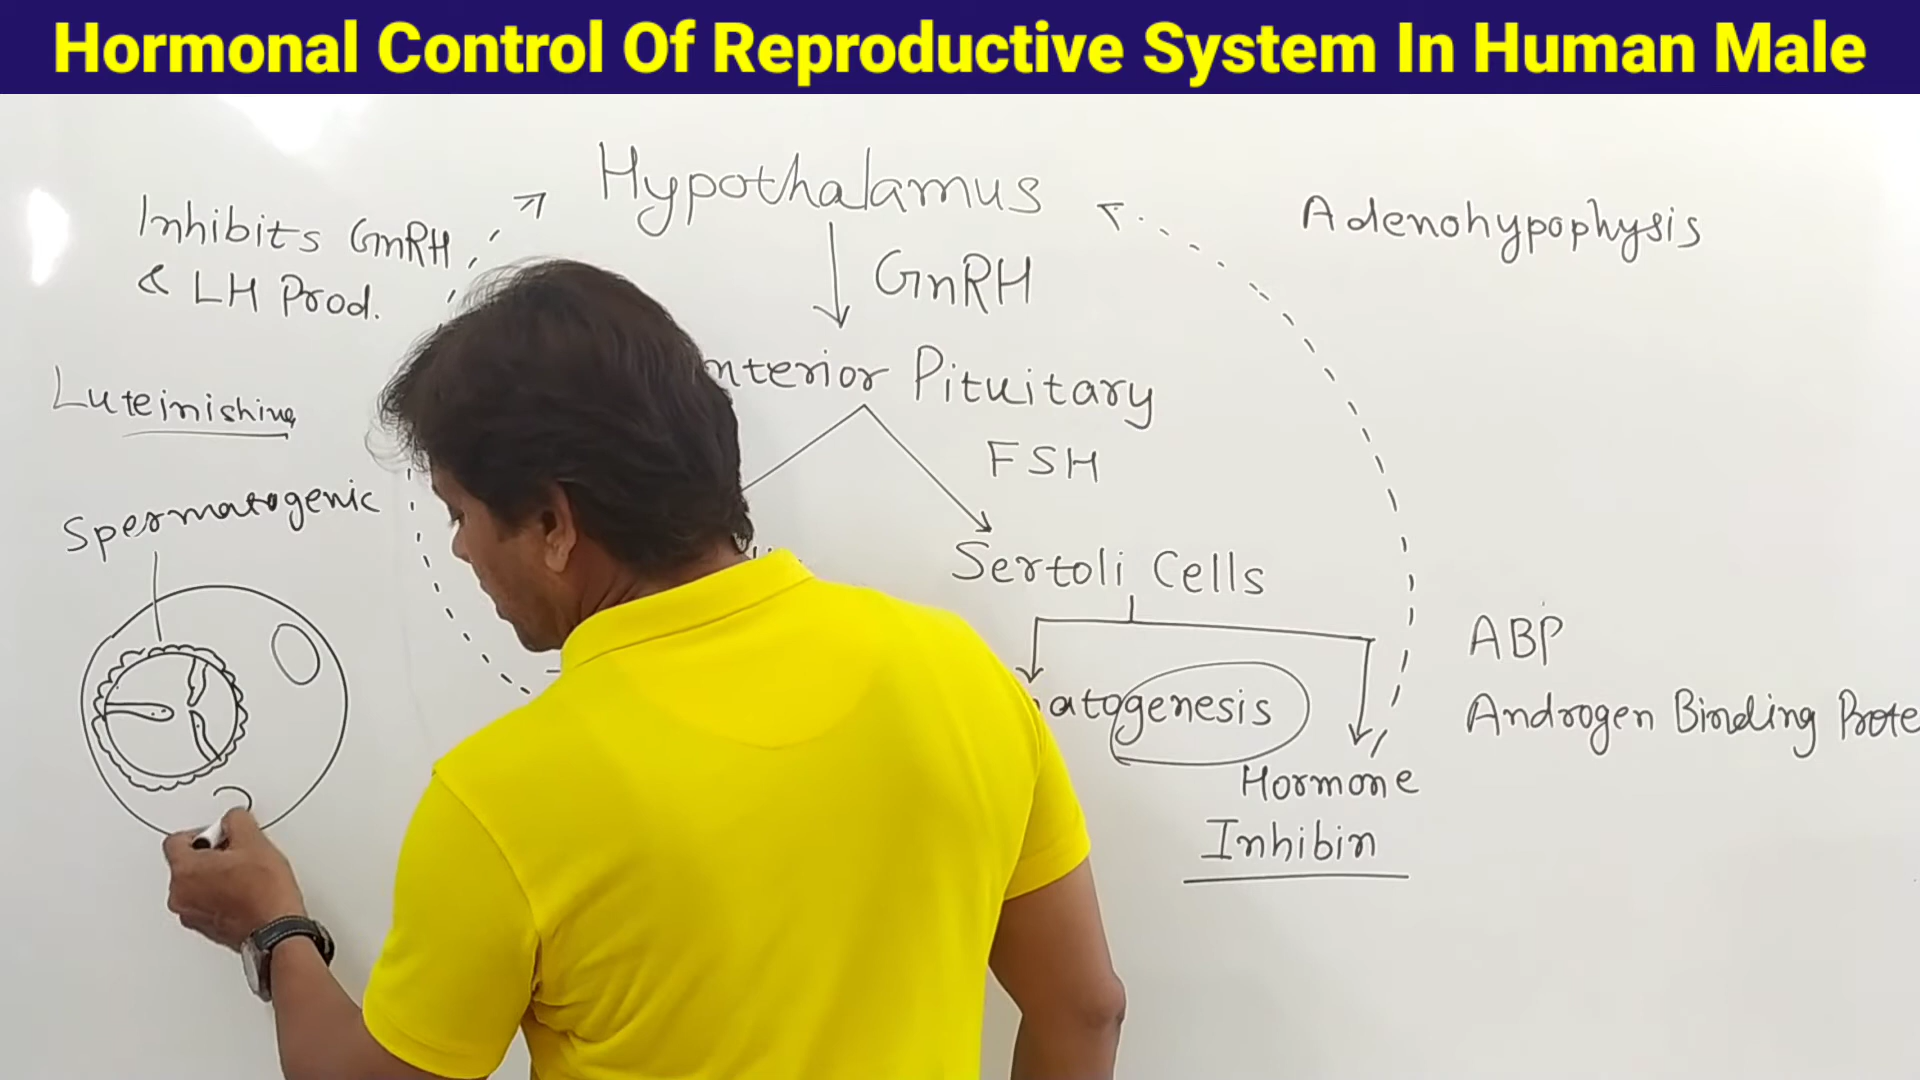 Hormonal Control Of Reproductive System In Human Male
Hypothalamus
Inhibits GnRH
& LH Prod.
GnRH
Adenohypophysis
nterior Pituitary
Luteinishing
FSH
Spermatogenic
Sertoli Cells
ABP
atogenesis
Androgen Binding Prote
Hormone
Inhibin